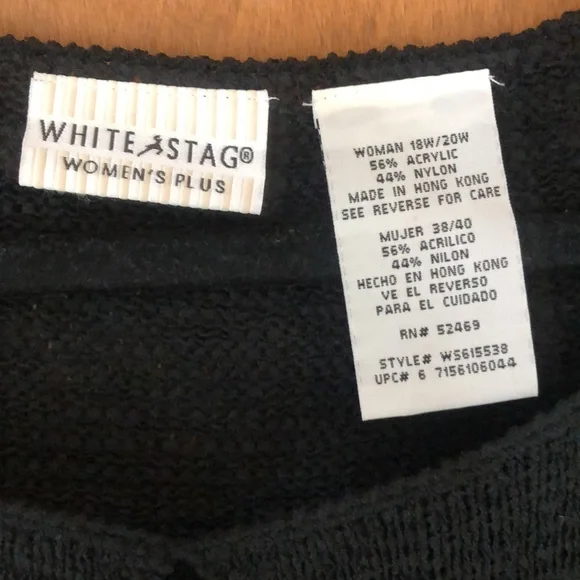 WHITE STAG®
WOMEN'S PLUS
WOMAN 18W/20W
56% ACRYLIC
44% NYLON
MADE IN HONG KONG
SEE REVERSE FOR CARE
MUJER 38/40
56% ACRILICO
44% NILON
HECHO EN HONG KONG
VE EL REVERSO
PARA EL CUIDADO
RN# 52469
STYLE# WS615538
UPC# 6 7156106044